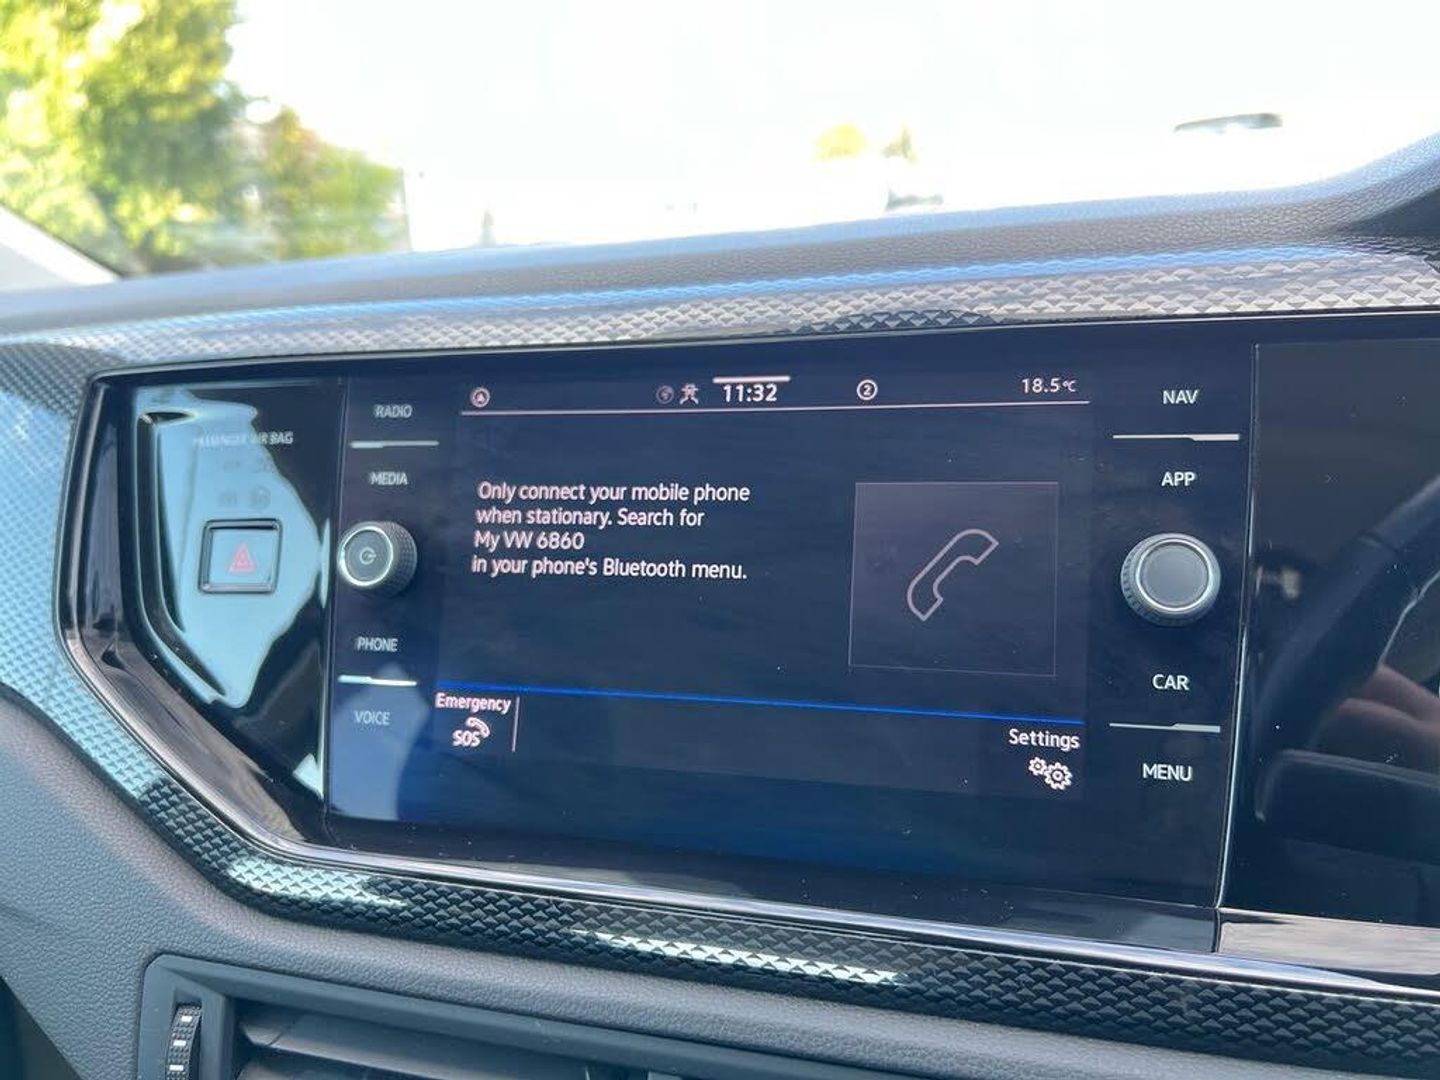 RADIO
MEDIA
PHONE
VOICE
11:32
2
18.5°C
Only connect your mobile phone
when stationary. Search for
My VW 6860
in your phone's Bluetooth menu.
Emergency
SOS
Settings
NAV
APP
CAR
MENU